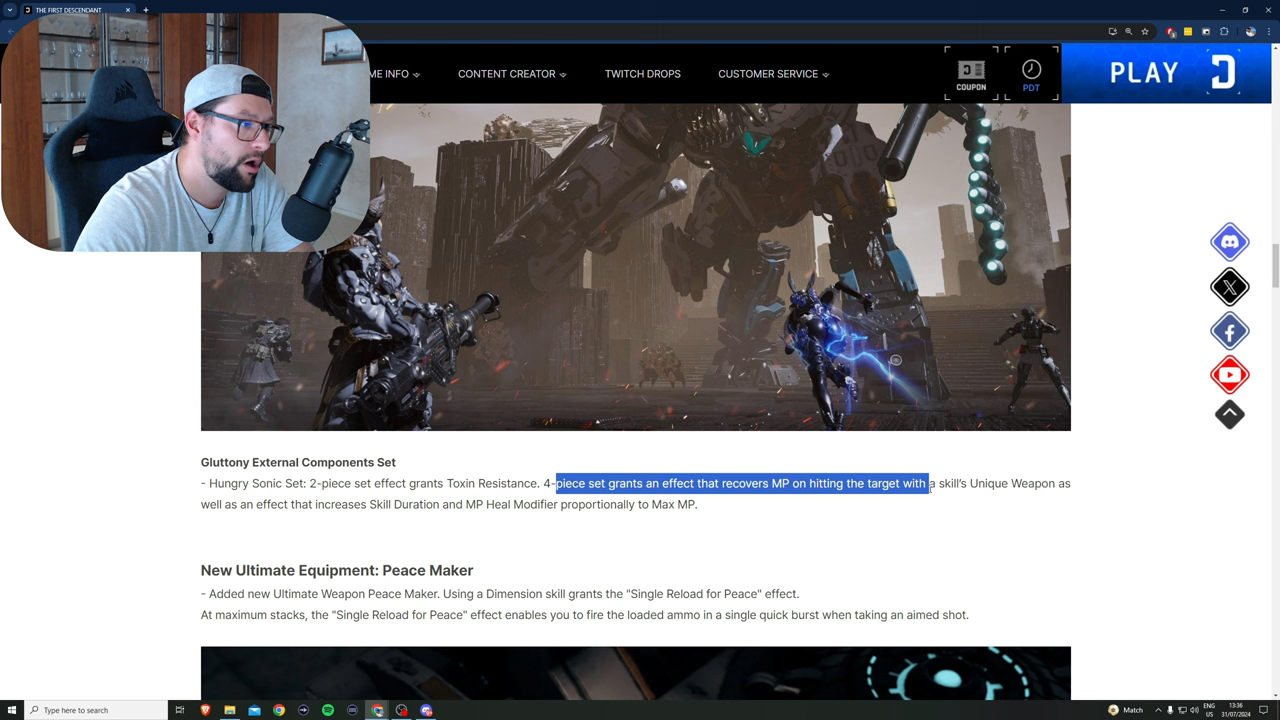 THE FIRST DESCENDANT
ME INFO
CONTENT CREATOR
TWITCH DROPS
CUSTOMER SERVICE
COUPON
PDT
PLAY
Gluttony External Components Set
- Hungry Sonic Set: 2-piece set effect grants Toxin Resistance. 4-piece set grants an effect that recovers MP on hitting the target with a skill's Unique Weapon as
well as an effect that increases Skill Duration and MP Heal Modifier proportionally to Max MP.
New Ultimate Equipment: Peace Maker
- Added new Ultimate Weapon Peace Maker. Using a Dimension skill grants the "Single Reload for Peace" effect.
At maximum stacks, the "Single Reload for Peace" effect enables you to fire the loaded ammo in a single quick burst when taking an aimed shot.
Type here to search
Match
ENG
US
13:36
31/07/2024